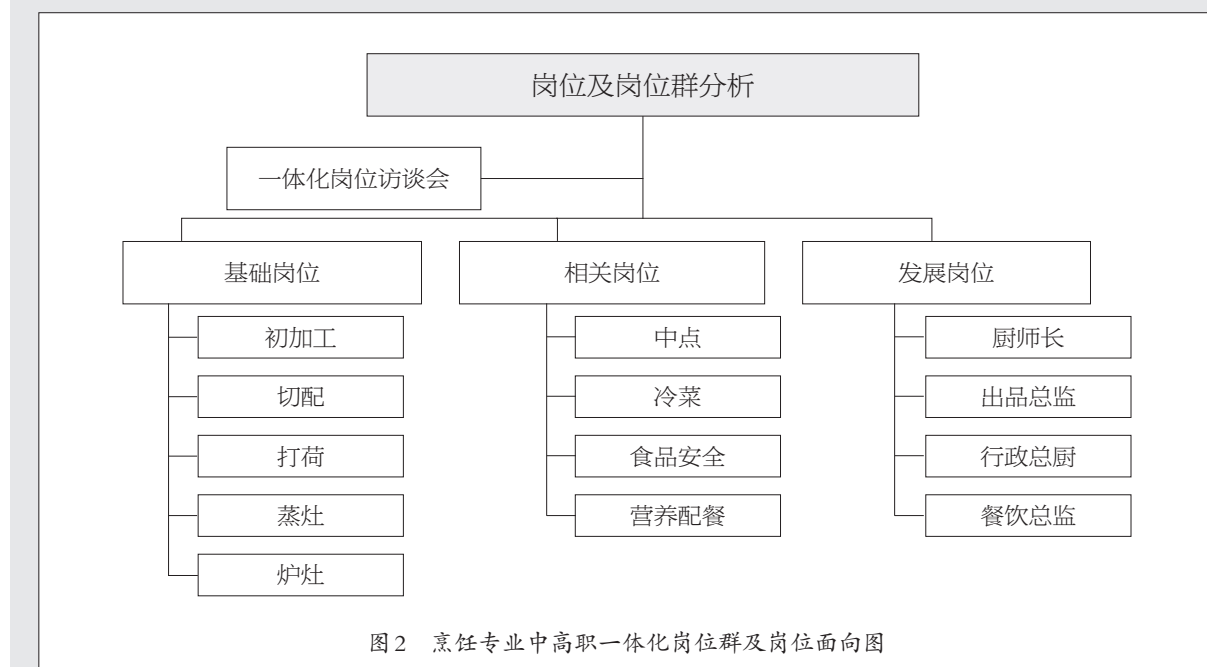 岗位及岗位群分析
一体化岗位访谈会
基础岗位
相关岗位
发展岗位
初加工
切配
打荷
蒸灶
炉灶
中点
冷菜
食品安全
营养配餐
厨师长
出品总监
行政总厨
餐饮总监
图2 烹饪专业中高职一体化岗位群及岗位面向图